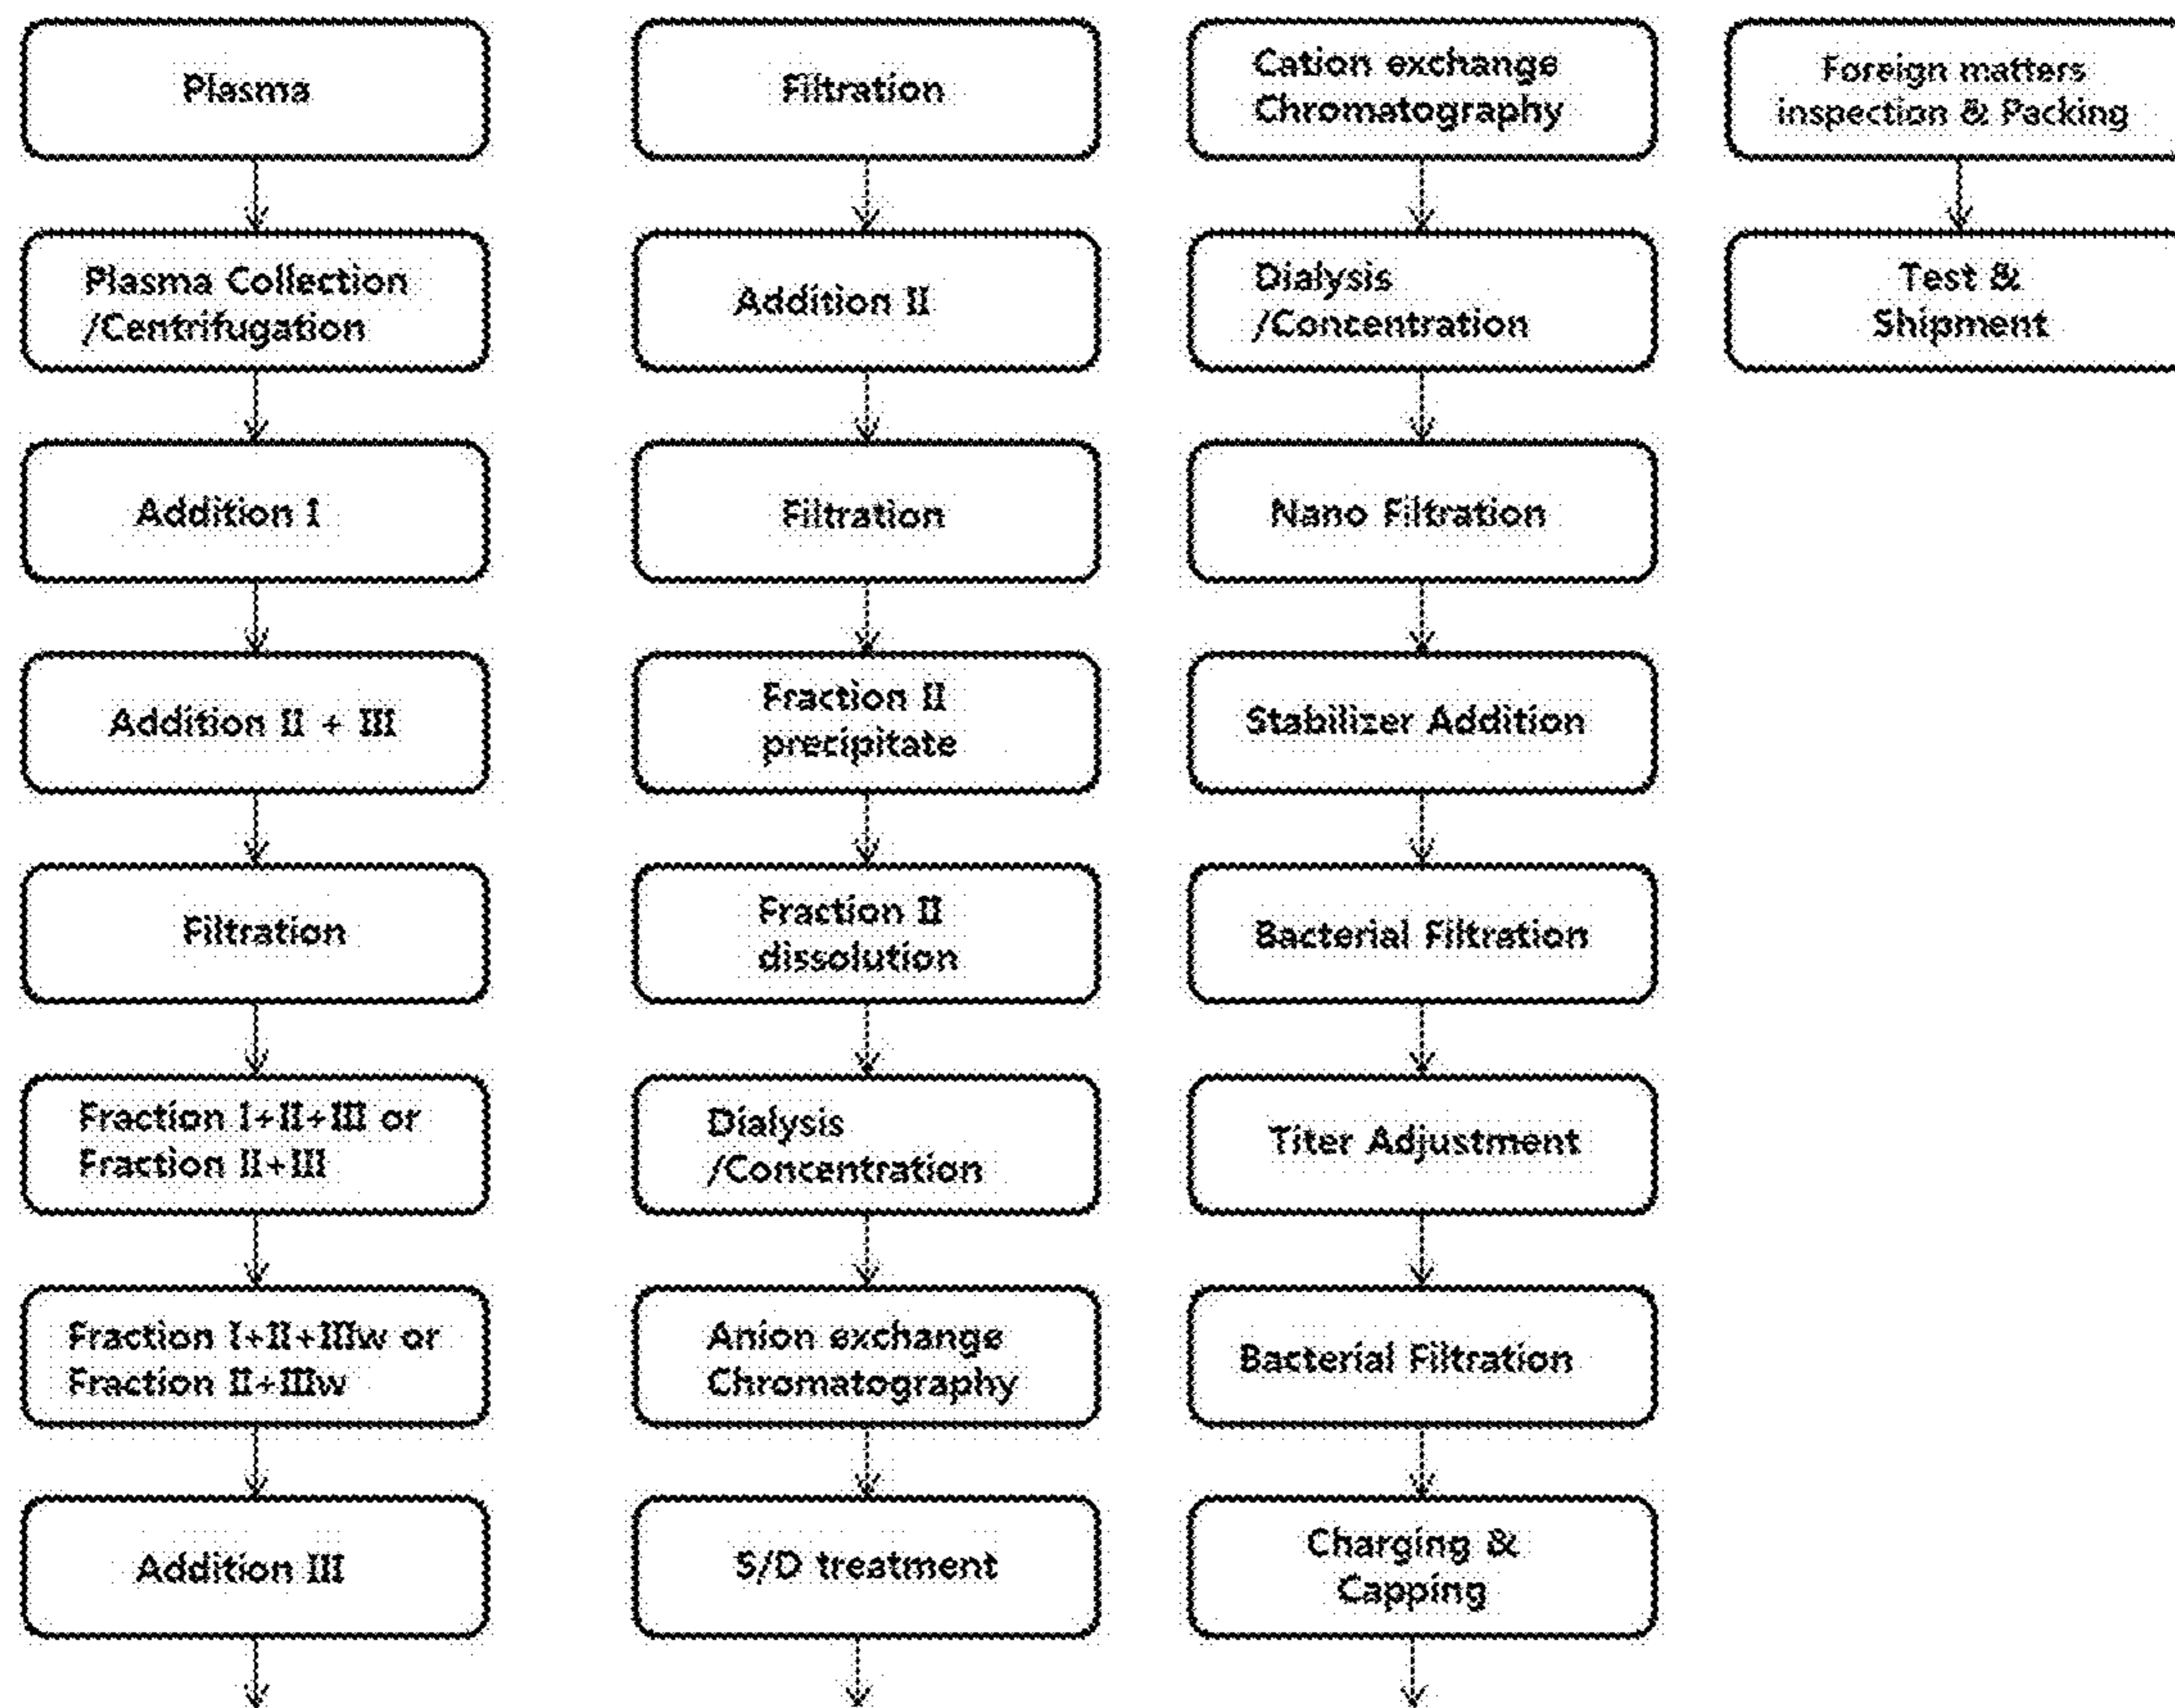 Plasma
Plasma Collection
/Centrifugation
Addition I
Addition II + III
Filtration
Fraction I+II+III or
Fraction II+III
Fraction I+II+IIIw or
Fraction II+IIIw
Addition III
Filtration
Addition II
Filtration
Fraction II
precipitate
Fraction II
dissolution
Dialysis
/Concentration
Anion exchange
Chromatography
S/D treatment
Cation exchange
Chromatography
Dialysis
/Concentration
Nano Filtration
Stabilizer Addition
Bacterial Filtration
Titer Adjustment
Bacterial Filtration
Charging &
Capping
Foreign matters
inspection & Packing
Test &
Shipment